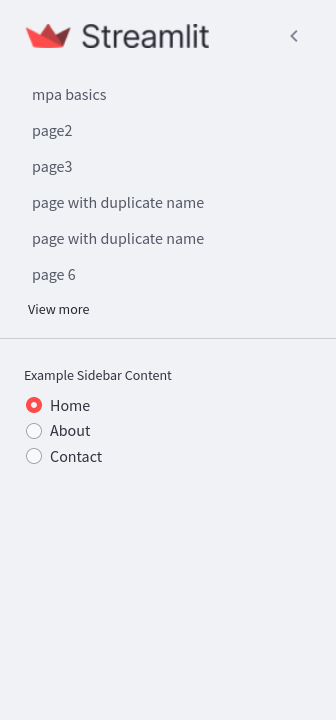 Streamlit
mpa basics
page2
page3
page with duplicate name
page with duplicate name
page 6
View more
Example Sidebar Content
Home
About
Contact